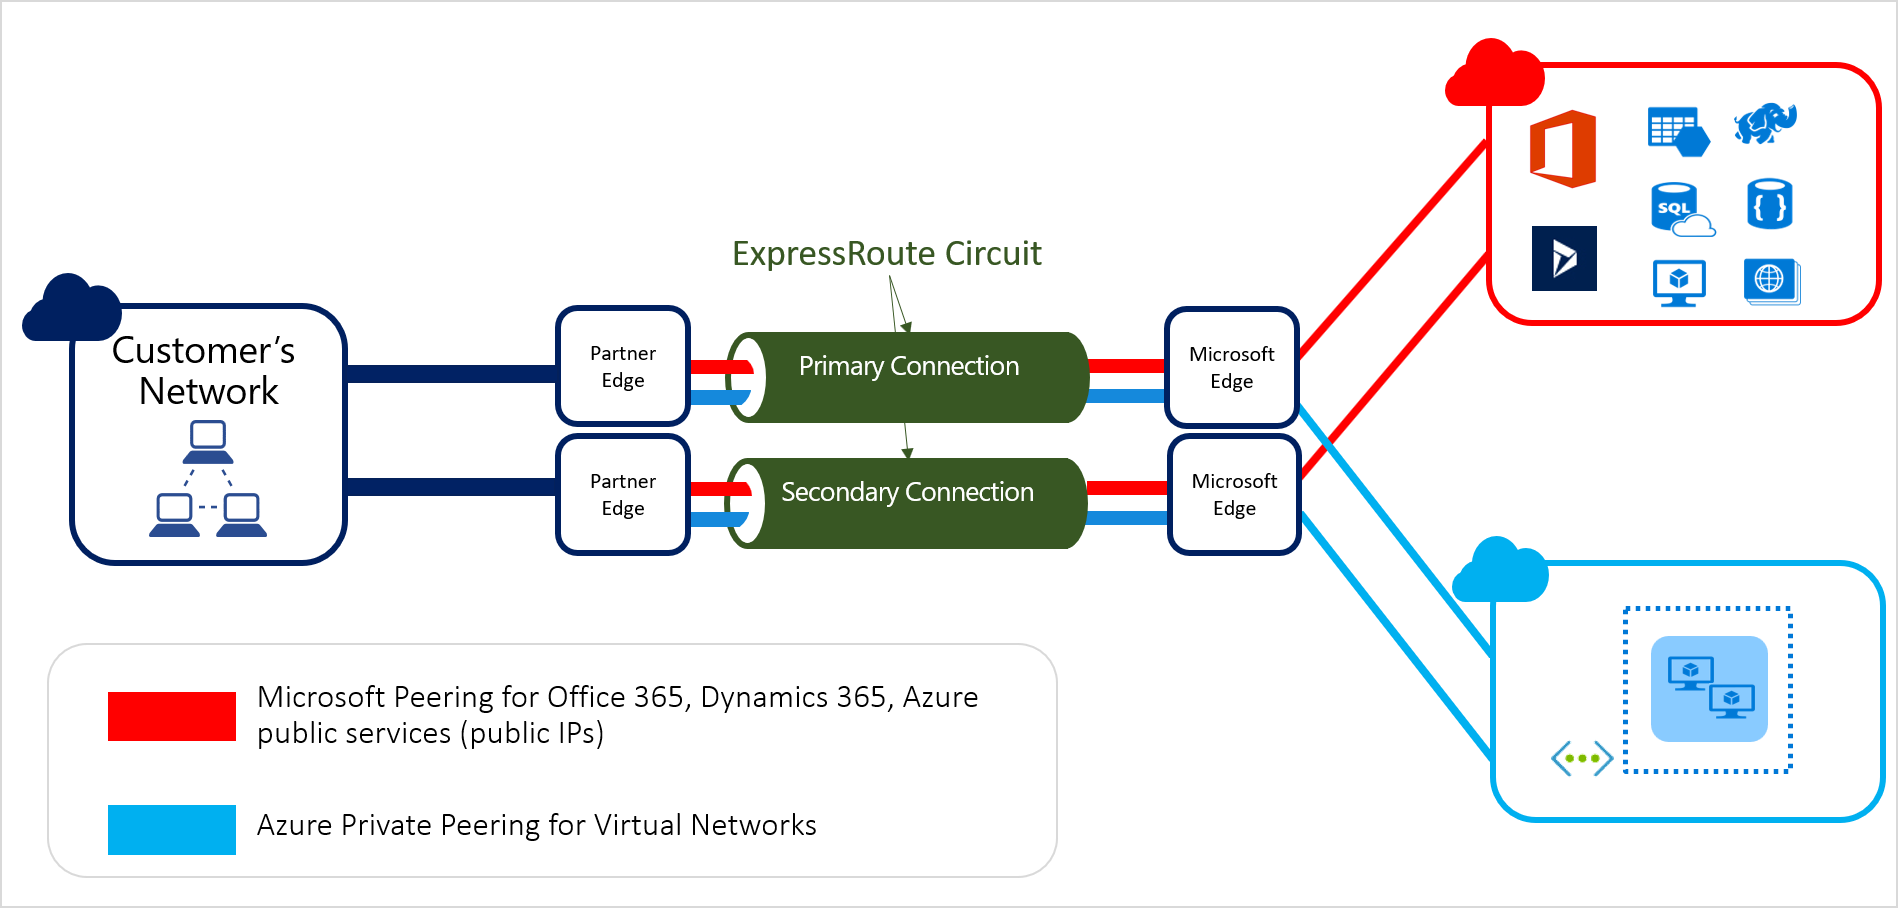 ExpressRoute Circuit
Customer's
Network
Partner
Edge
Primary Connection
Microsoft
Edge
Partner
Edge
Secondary Connection
Microsoft
Edge
SQL
Microsoft Peering for Office 365, Dynamics 365, Azure
public services (public IPs)
Azure Private Peering for Virtual Networks